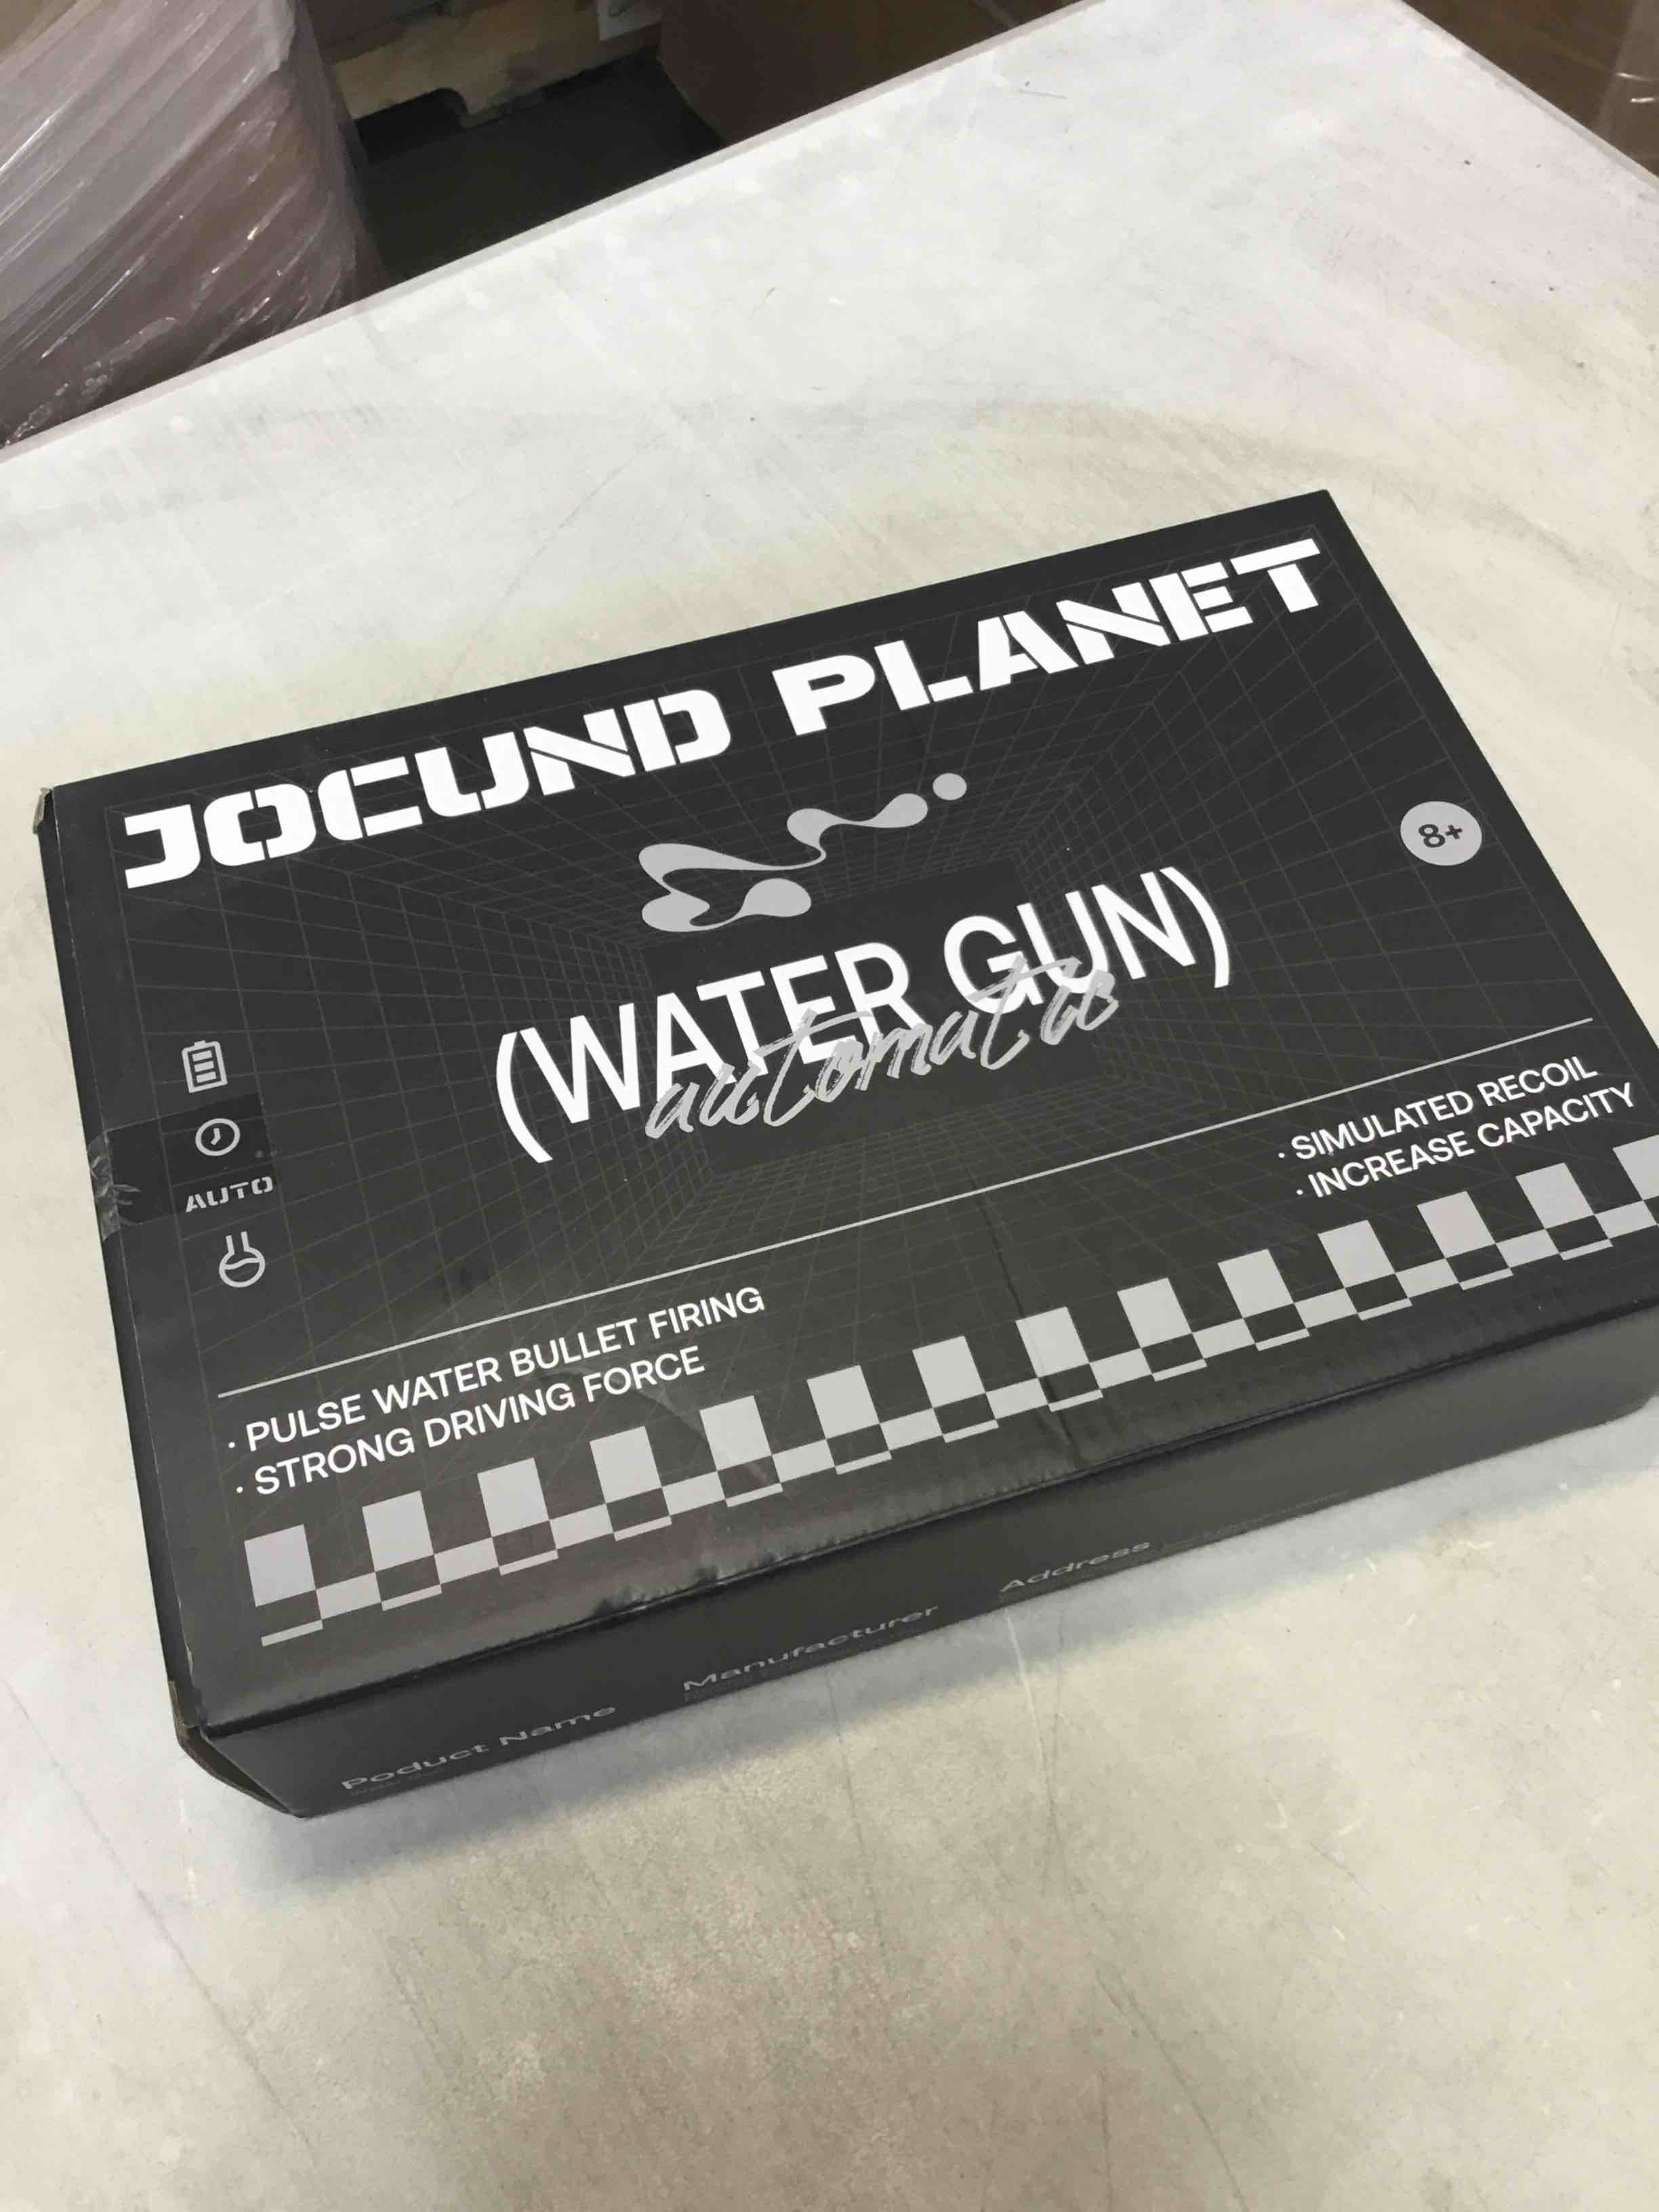 JOCUND PLANET
8+
(WATER GUN)
automatic
AUTO
· SIMULATED RECOIL
· INCREASE CAPACITY
· PULSE WATER BULLET FIRING
· STRONG DRIVING FORCE
Poduct Name
Manufacturer
Address